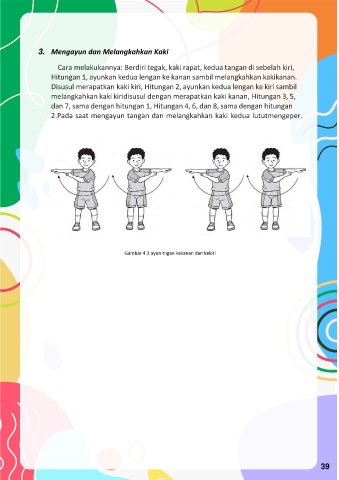 3. Mengayun dan Melangkahkan Kaki
Cara melakukannya: Berdiri tegak, kaki rapat, kedua tangan di sebelah kiri,
Hitungan 1, ayunkan kedua lengan ke kanan sambil melangkahkan kakikanan.
Disusul merapatkan kaki kiri, Hitungan 2, ayunkan kedua lengan ke kiri sambil
melangkahkan kaki kiridisusul dengan merapatkan kaki kanan, Hitungan 3, 5,
dan 7, sama dengan hitungan 1, Hitungan 4, 6, dan 8, sama dengan hitungan
2.Pada saat mengayun tangan dan melangkahkan kaki kedua lututmengeper.
Gambar 4.3 ayun tngan kekanan dan kekiri
39